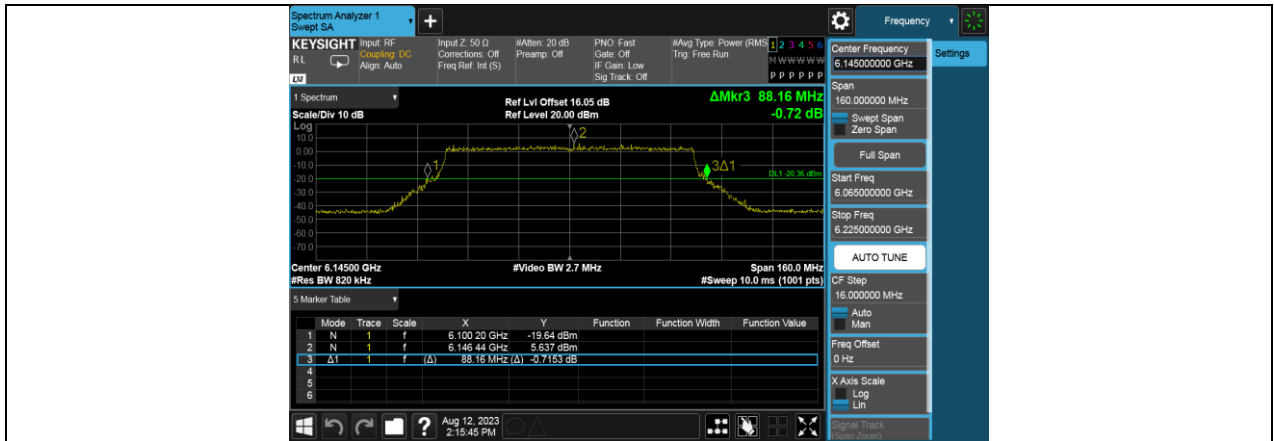 Spectrum Analyzer 1
Swept SA
Frequency
KEYSIGHT
RL
LXI
Input: RF
Coupling: DC
Align: Auto
Input Z: 50 Ω
Corrections: Off
Freq Ref: Int (S)
#Atten: 20 dB
Preamp: Off
PNO: Fast
Gate: Off
IF Gain: Low
Sig Track: Off
#Avg Type: Power (RMS
Trig: Free Run
1 2 3 4 5 6
M W W W W W
P P P P P P
1 Spectrum
Scale/Div 10 dB
Ref Lvl Offset 16.05 dB
Ref Level 20.00 dBm
ΔMkr3 88.16 MHz
-0.72 dB
Log
10.0
0.00
-10.0
-20.0
-30.0
-40.0
-50.0
-60.0
-70.0
1
2
3Δ1
DL1 -20.36 dBm
Center 6.14500 GHz
#Res BW 820 kHz
#Video BW 2.7 MHz
Span 160.0 MHz
#Sweep 10.0 ms (1001 pts)
5 Marker Table
Mode Trace Scale X Y Function Function Width Function Value
1 N 1 f 6.100 20 GHz -19.64 dBm
2 N 1 f 6.146 44 GHz 5.637 dBm
3 Δ1 1 f (Δ) 88.16 MHz (Δ) -0.7153 dB
4
5
6
?
Aug 12, 2023
2:15:45 PM
Settings
Center Frequency
6.145000000 GHz
Span
160.000000 MHz
Swept Span
Zero Span
Full Span
Start Freq
6.065000000 GHz
Stop Freq
6.225000000 GHz
AUTO TUNE
CF Step
16.000000 MHz
Auto
Man
Freq Offset
0 Hz
X Axis Scale
Log
Lin
Signal Track
(Span Zoom)